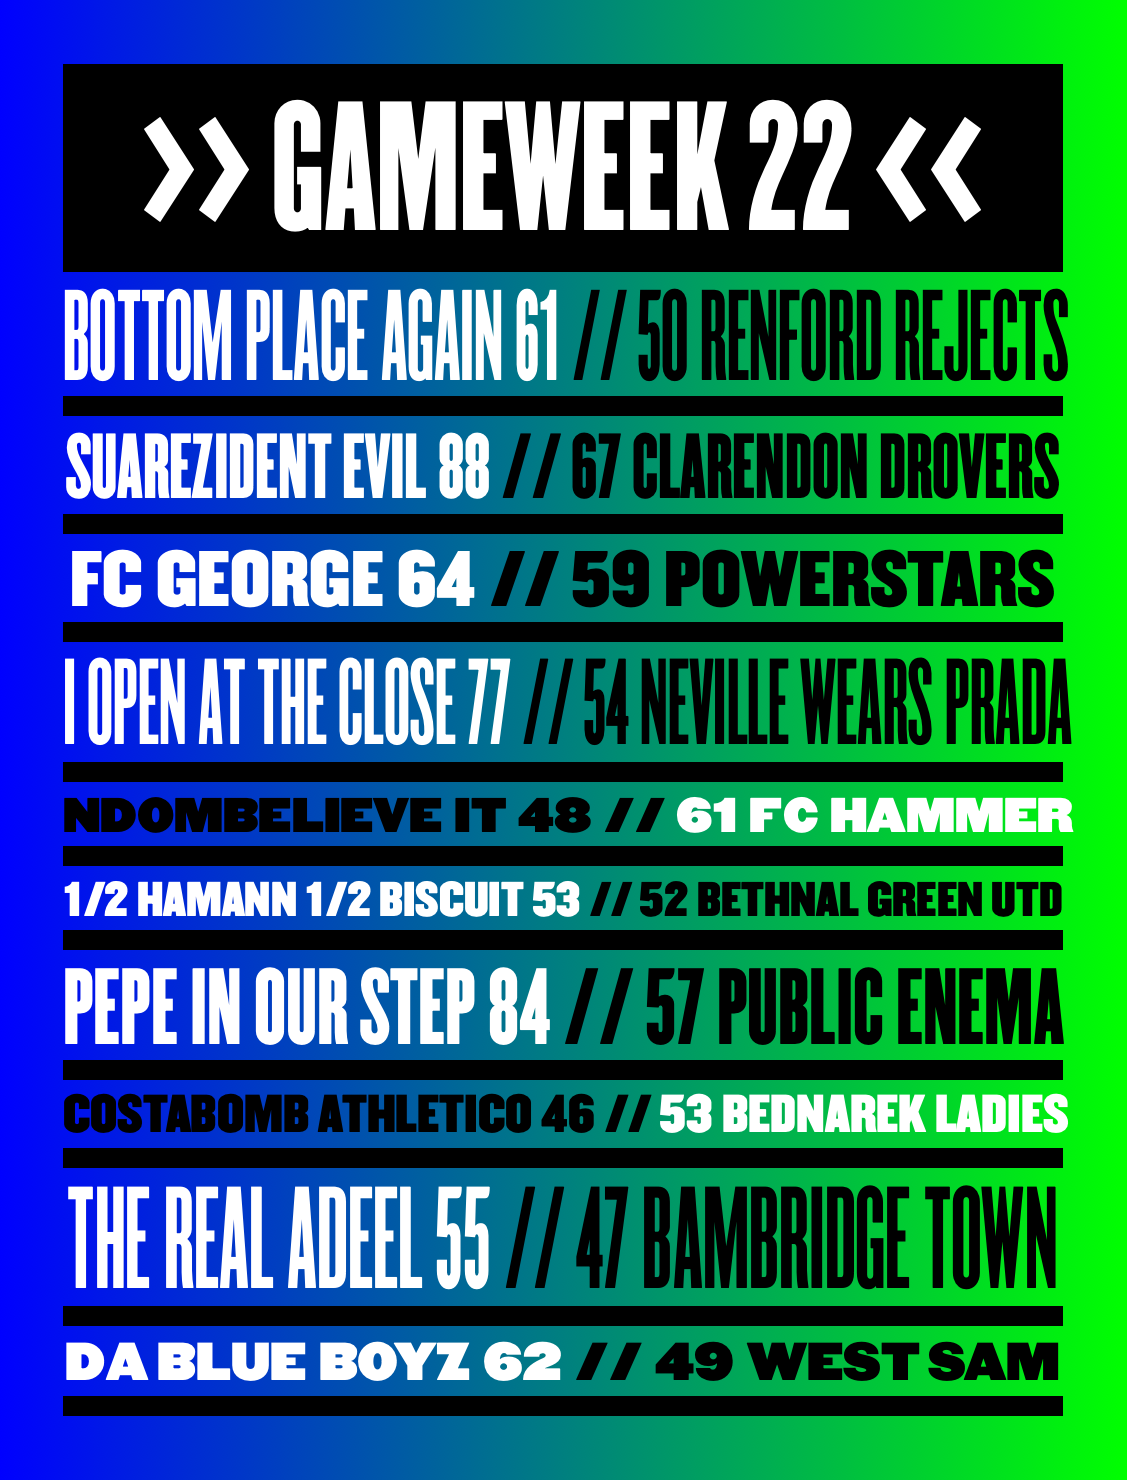 >> GAMEWEEK 22 <<
BOTTOM PLACE AGAIN 61 // 50 RENFORD REJECTS
SUAREZIDENT EVIL 88 // 67 CLARENDON DROVERS
FC GEORGE 64 // 59 POWERSTARS
I OPEN AT THE CLOSE 77 // 54 NEVILLE WEARS PRADA
NDOMBELIEVE IT 48 // 61 FC HAMMER
1/2 HAMANN 1/2 BISCUIT 53 // 52 BETHNAL GREEN UTD
PEPE IN OUR STEP 84 // 57 PUBLIC ENEMA
COSTABOMB ATHLETICO 46 // 53 BEDNAREK LADIES
THE REAL ADEEL 55 // 47 BAMBRIDGE TOWN
DA BLUE BOYZ 62 // 49 WEST SAM